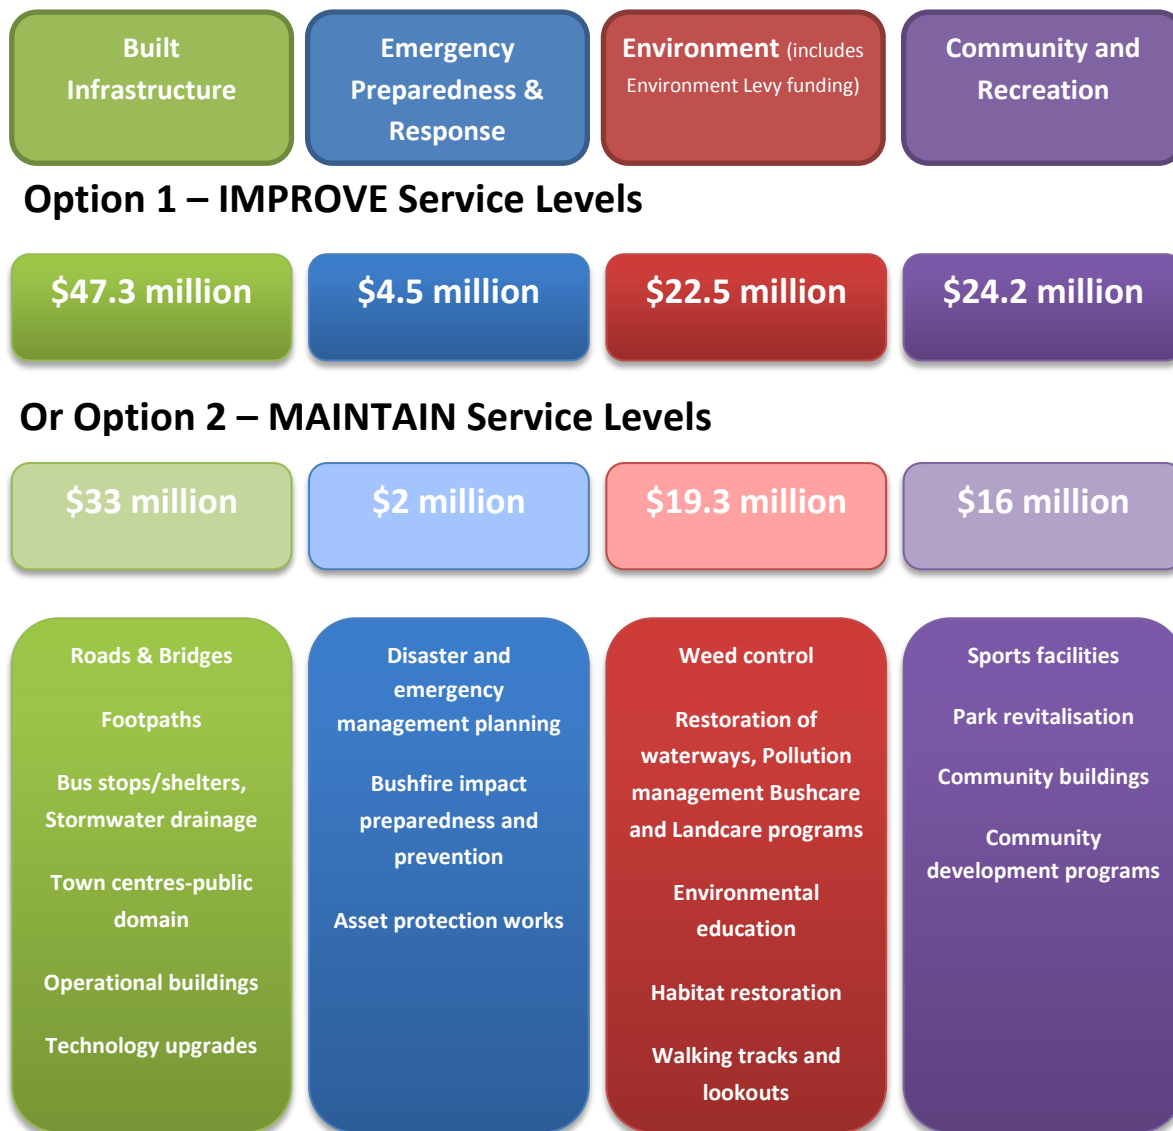 Built
Infrastructure
Emergency
Preparedness &
Response
Environment (includes
Environment Levy funding)
Community and
Recreation
Option 1 – IMPROVE Service Levels
$47.3 million
$4.5 million
$22.5 million
$24.2 million
Or Option 2 – MAINTAIN Service Levels
$33 million
$2 million
$19.3 million
$16 million
Roads & Bridges
Footpaths
Bus stops/shelters,
Stormwater drainage
Town centres-public
domain
Operational buildings
Technology upgrades
Disaster and
emergency
management planning
Bushfire impact
preparedness and
prevention
Asset protection works
Weed control
Restoration of
waterways, Pollution
management Bushcare
and Landcare programs
Environmental
education
Habitat restoration
Walking tracks and
lookouts
Sports facilities
Park revitalisation
Community buildings
Community
development programs